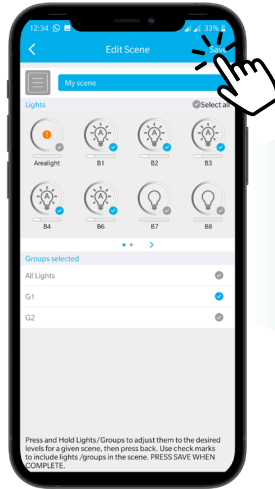 12:34 33%
Edit Scene Save
My scene
Lights Select all
Arealight B1 B2 B3
B4 B6 B7 B8
Groups selected
All Lights
G1
G2
Press and Hold Lights/Groups to adjust them to the desired
levels for a given scene, then press back. Use check marks
to include lights /groups in the scene. PRESS SAVE WHEN
COMPLETE.